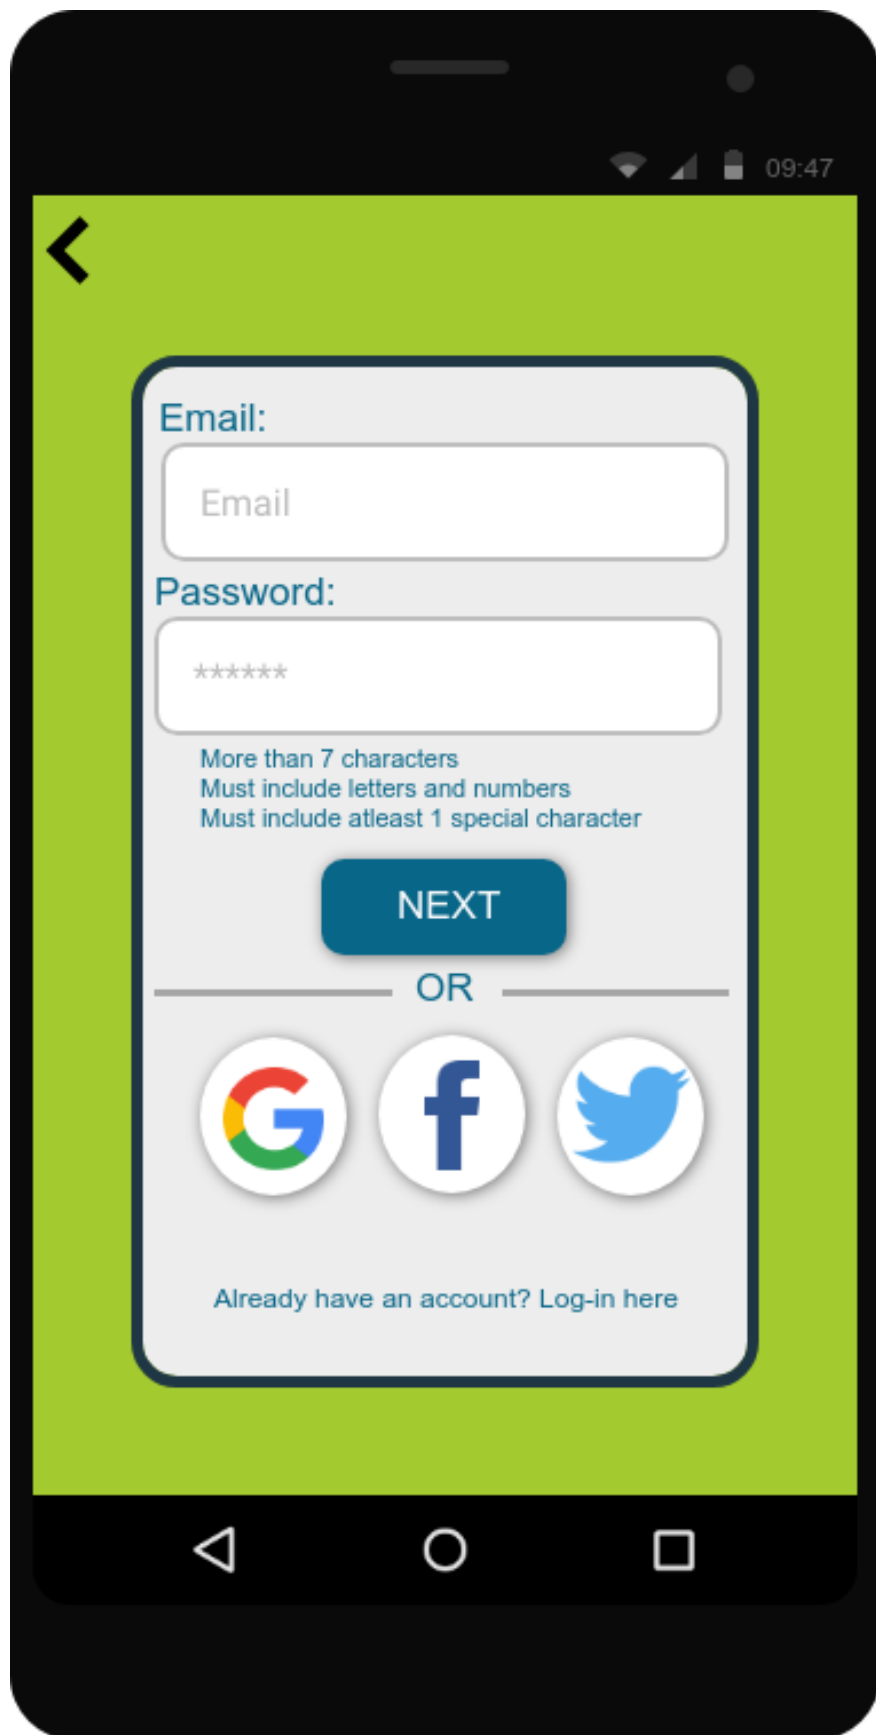 09:47
Email:
Email
Password:
******
More than 7 characters
Must include letters and numbers
Must include atleast 1 special character
NEXT
OR
Already have an account? Log-in here